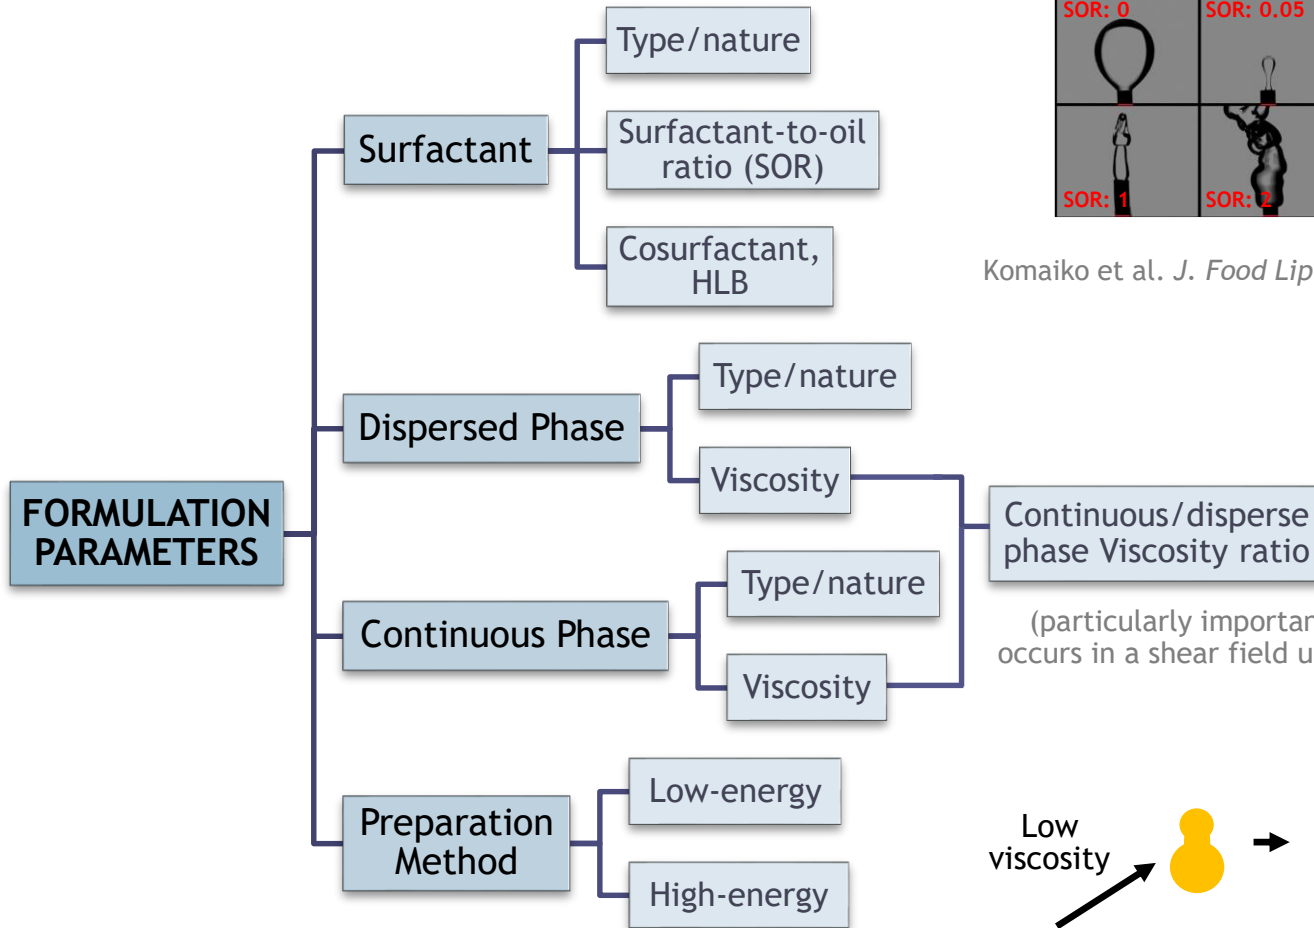 SOR: 0
SOR: 0.05
SOR: 1
SOR: 2
Komaiko et al. J. Food Lip
Type/nature
Surfactant
Surfactant-to-oil
ratio (SOR)
Cosurfactant,
HLB
Type/nature
Dispersed Phase
Viscosity
FORMULATION
PARAMETERS
Continuous/disperse
phase Viscosity ratio
Type/nature
Continuous Phase
Viscosity
(particularly importan
occurs in a shear field u
Low-energy
Preparation
Method
High-energy
Low
viscosity